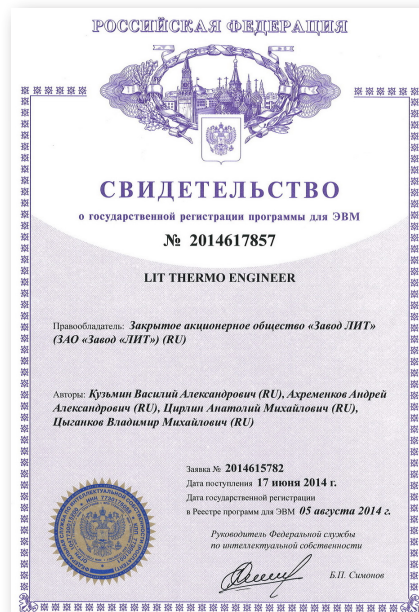 РОССИЙСКАЯ ФЕДЕРАЦИЯ
СВИДЕТЕЛЬСТВО
о государственной регистрации программы для ЭВМ
№ 2014617857
LIT THERMO ENGINEER
Правообладатель: Закрытое акционерное общество «Завод ЛИТ»
(ЗАО «Завод «ЛИТ») (RU)
Авторы: Кузьмин Василий Александрович (RU), Ахременков Андрей
Александрович (RU), Цирлин Анатолий Михайлович (RU),
Цыганков Владимир Михайлович (RU)
Заявка № 2014615782
Дата поступления 17 июня 2014 г.
Дата государственной регистрации
в Реестре программ для ЭВМ 05 августа 2014 г.
Руководитель Федеральной службы
по интеллектуальной собственности
Б.П. Симонов